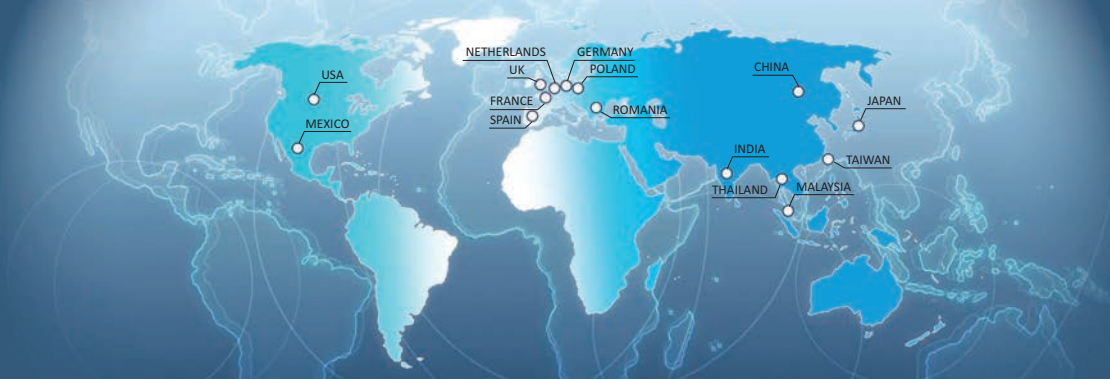 NETHERLANDS
GERMANY
UK
POLAND
CHINA
USA
FRANCE
JAPAN
ROMANIA
SPAIN
MEXICO
INDIA
TAIWAN
THAILAND
MALAYSIA